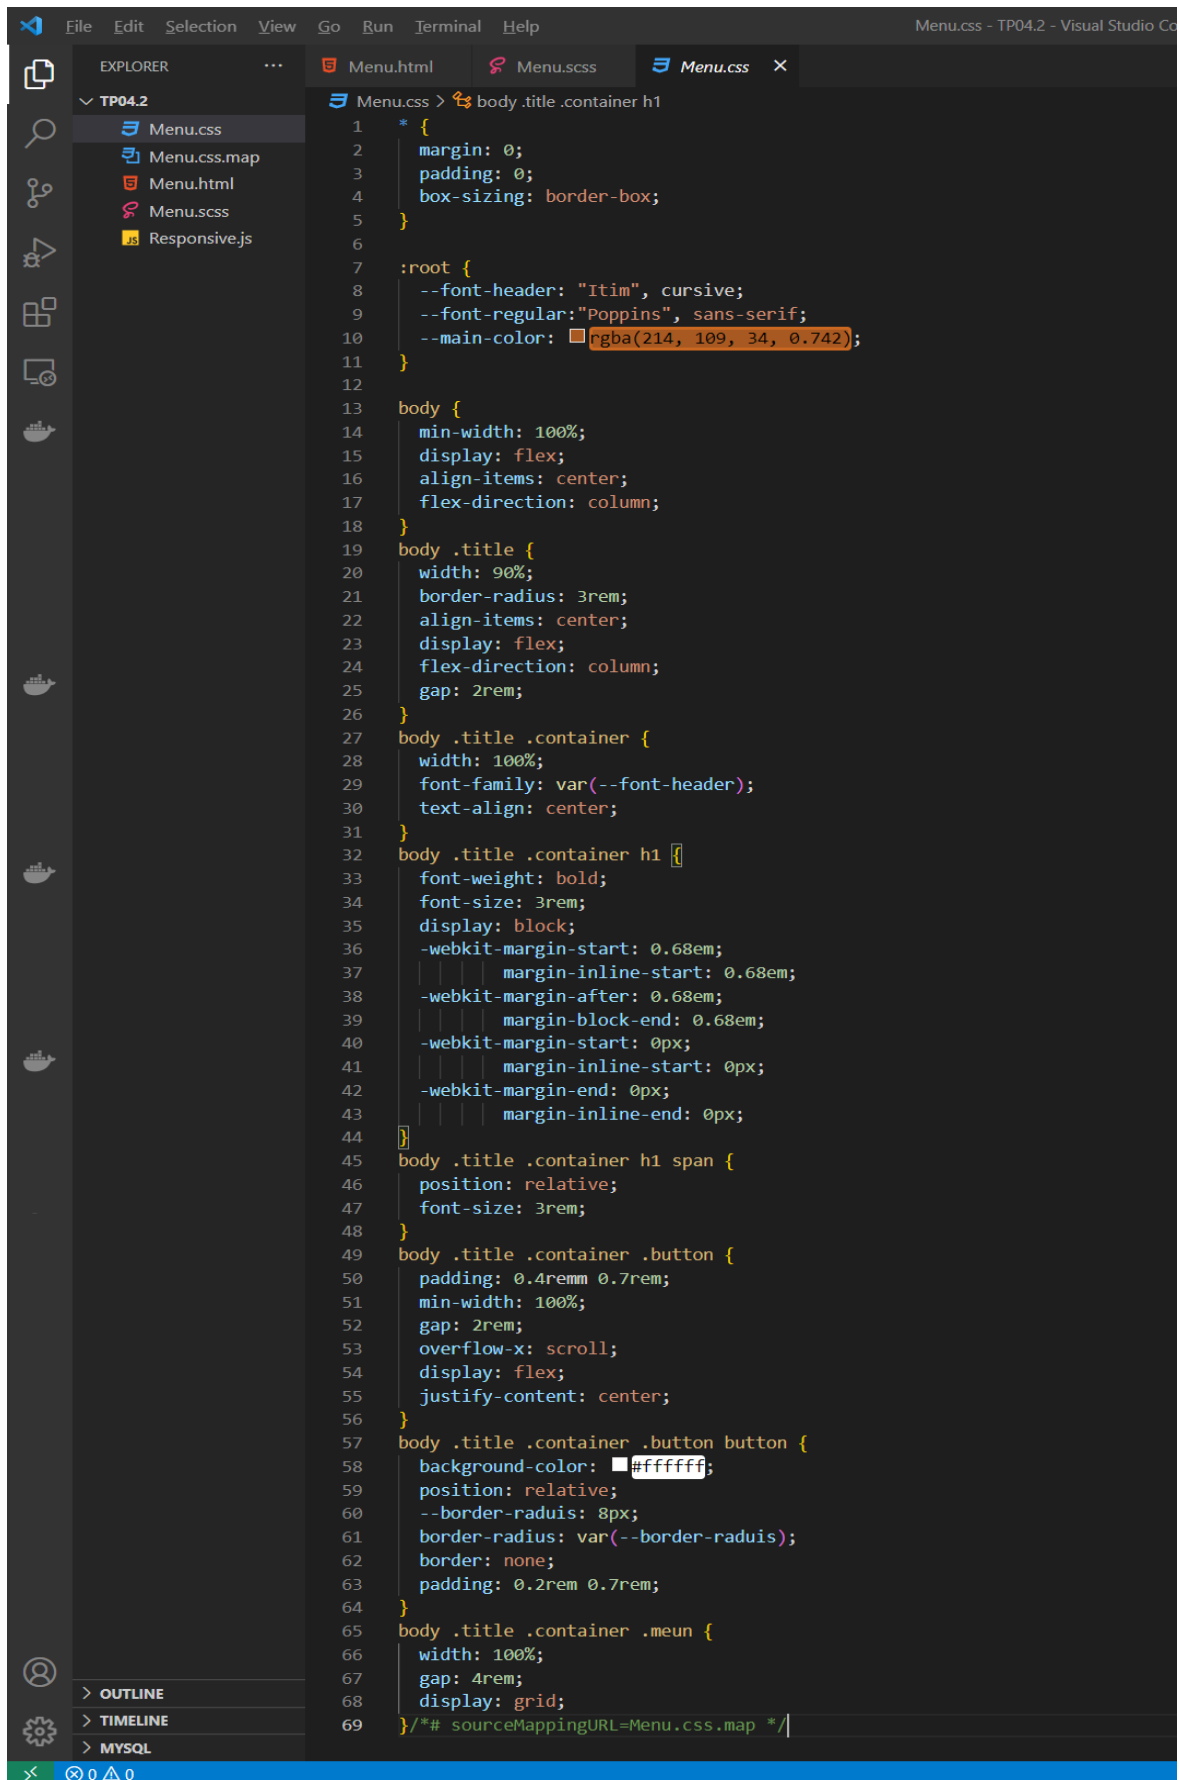 File Edit Selection View Go Run Terminal Help Menu.css - TP04.2 - Visual Studio Co
EXPLORER ··· Menu.html Menu.scss Menu.css ×
TP04.2
Menu.css
Menu.css.map
Menu.html
Menu.scss
JS Responsive.js
OUTLINE
TIMELINE
MYSQL
Menu.css > body .title .container h1
1 * {
2 margin: 0;
3 padding: 0;
4 box-sizing: border-box;
5 }
6
7 :root {
8 --font-header: "Itim", cursive;
9 --font-regular:"Poppins", sans-serif;
10 --main-color: rgba(214, 109, 34, 0.742);
11 }
12
13 body {
14 min-width: 100%;
15 display: flex;
16 align-items: center;
17 flex-direction: column;
18 }
19 body .title {
20 width: 90%;
21 border-radius: 3rem;
22 align-items: center;
23 display: flex;
24 flex-direction: column;
25 gap: 2rem;
26 }
27 body .title .container {
28 width: 100%;
29 font-family: var(--font-header);
30 text-align: center;
31 }
32 body .title .container h1 {
33 font-weight: bold;
34 font-size: 3rem;
35 display: block;
36 -webkit-margin-start: 0.68em;
37 margin-inline-start: 0.68em;
38 -webkit-margin-after: 0.68em;
39 margin-block-end: 0.68em;
40 -webkit-margin-start: 0px;
41 margin-inline-start: 0px;
42 -webkit-margin-end: 0px;
43 margin-inline-end: 0px;
44 }
45 body .title .container h1 span {
46 position: relative;
47 font-size: 3rem;
48 }
49 body .title .container .button {
50 padding: 0.4remm 0.7rem;
51 min-width: 100%;
52 gap: 2rem;
53 overflow-x: scroll;
54 display: flex;
55 justify-content: center;
56 }
57 body .title .container .button button {
58 background-color: #ffffff;
59 position: relative;
60 --border-raduis: 8px;
61 border-radius: var(--border-raduis);
62 border: none;
63 padding: 0.2rem 0.7rem;
64 }
65 body .title .container .meun {
66 width: 100%;
67 gap: 4rem;
68 display: grid;
69 }/*# sourceMappingURL=Menu.css.map */
0 0